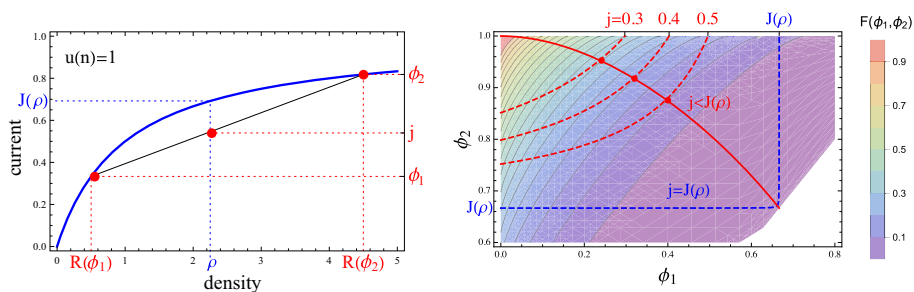 u(n)=1
current
1.0
0.8
J(ρ)
0.4
0.2
0.0
ϕ₂
j
ϕ₁
0 1 2 3 4 5
R(ϕ₁) ρ R(ϕ₂)
density
j=0.3 0.4 0.5 J(ρ)
ϕ₂
1.0
0.9
0.8
0.7
J(ρ)
0.6
j<J(ρ)
j=J(ρ)
0.0 0.2 0.4 0.6 0.8
ϕ₁
F(ϕ₁,ϕ₂)
0.9
0.7
0.5
0.3
0.1